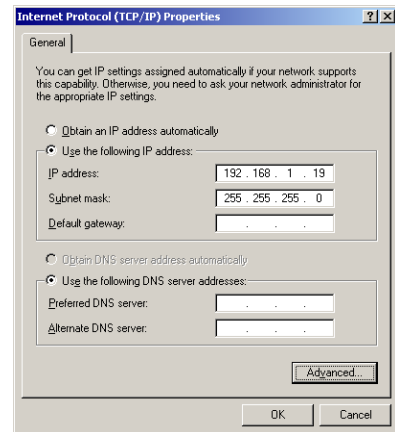 Internet Protocol (TCP/IP) Properties
General
You can get IP settings assigned automatically if your network supports
this capability. Otherwise, you need to ask your network administrator for
the appropriate IP settings.
Obtain an IP address automatically
Use the following IP address:
IP address: 192 . 168 . 1 . 19
Subnet mask: 255 . 255 . 255 . 0
Default gateway: . . .
Obtain DNS server address automatically
Use the following DNS server addresses:
Preferred DNS server: . . .
Alternate DNS server: . . .
Advanced...
OK Cancel